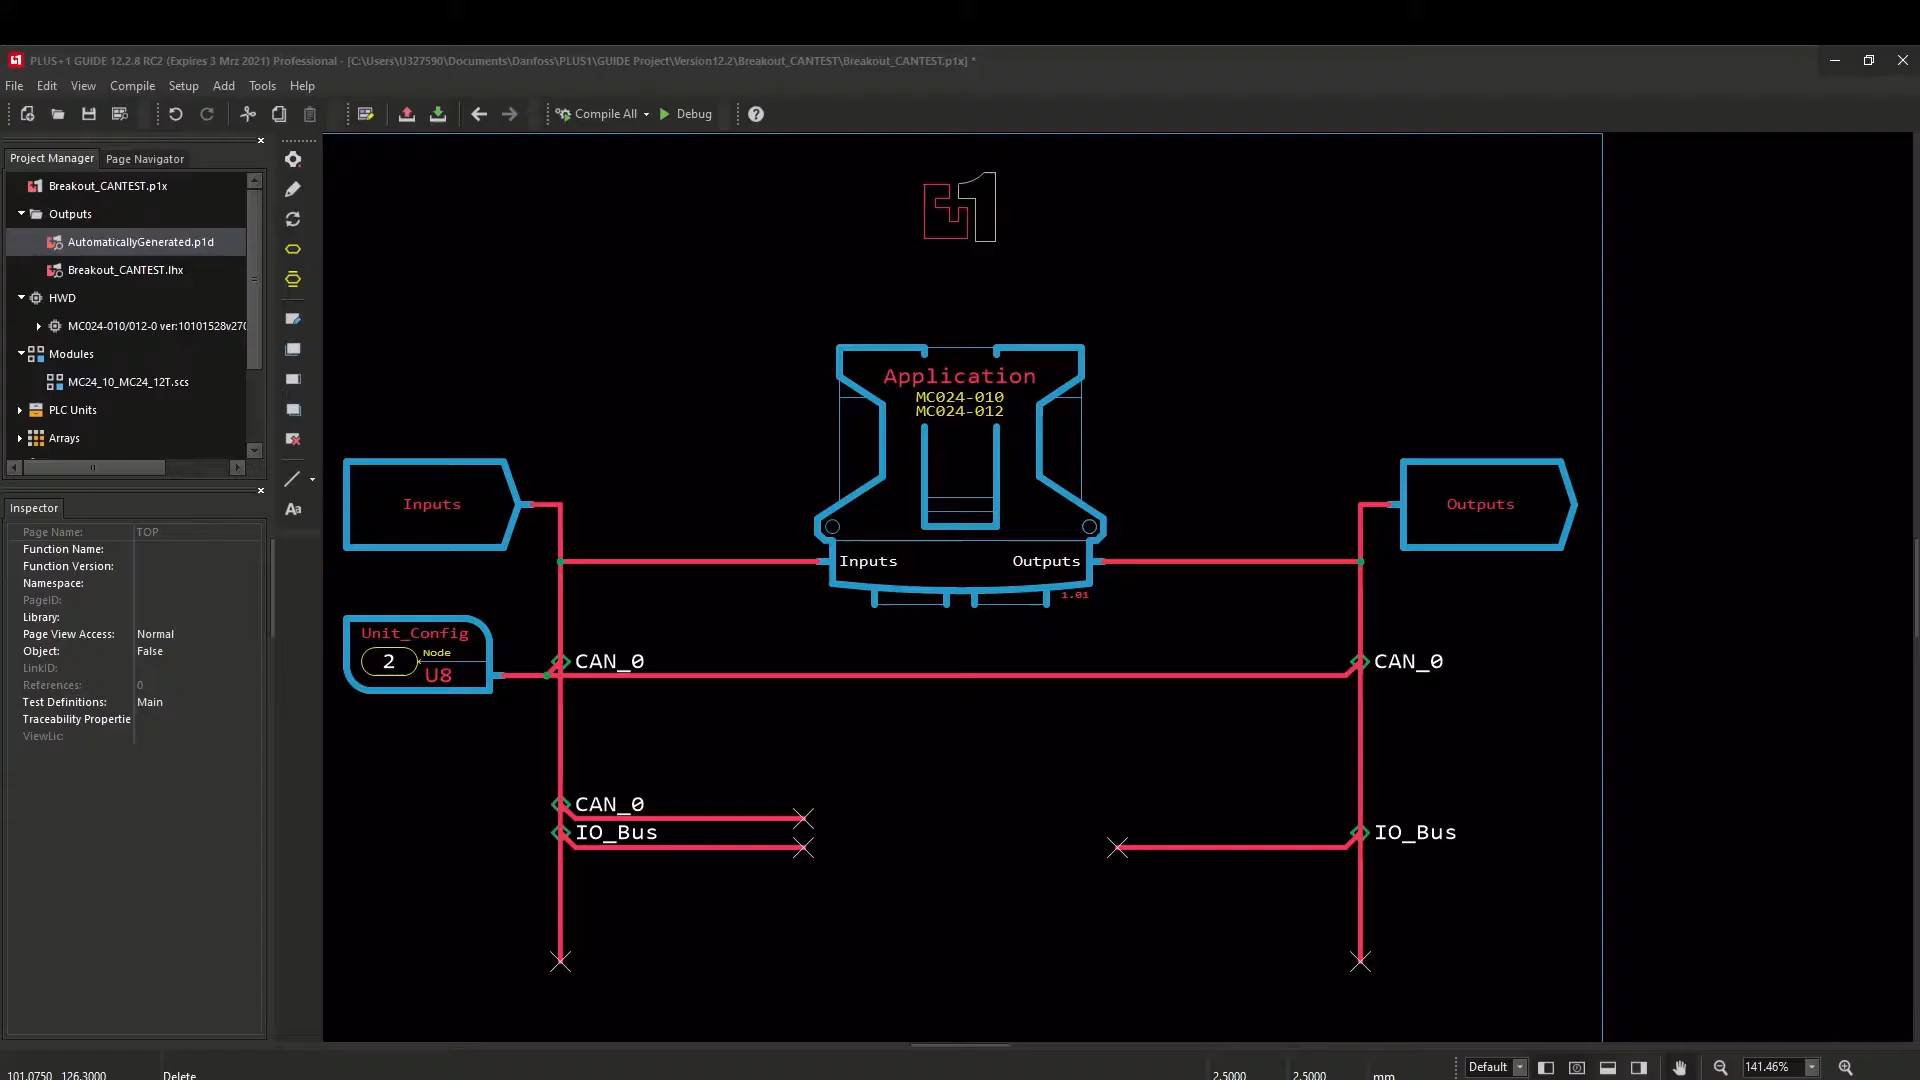 PLUS+1 GUIDE 12.2.8 RC2 (Expires 3 Mrz 2021) Professional - [C:\Users\U327590\Documents\Danfoss\PLUS1\GUIDE Project\Version12.2\Breakout_CANTEST\Breakout_CANTEST.p1x] *
File Edit View Compile Setup Add Tools Help
Compile All Debug
Project Manager Page Navigator
Breakout_CANTEST.p1x
Outputs
AutomaticallyGenerated.p1d
Breakout_CANTEST.lhx
HWD
MC024-010/012-0 ver:10101528v270
Modules
MC24_10_MC24_12T.scs
PLC Units
Arrays
Inspector
Page Name: TOP
Function Name:
Function Version:
Namespace:
PageID:
Library:
Page View Access: Normal
Object: False
LinkID:
References: 0
Test Definitions: Main
Traceability Propertie
ViewLic:
Aa
1
Application
MC024-010
MC024-012
Inputs
Outputs
Inputs Outputs
1.01
Unit_Config
2 Node
U8
CAN_0
CAN_0
CAN_0
IO_Bus
IO_Bus
101.0750 126.3000 Delete
2.5000 2.5000 mm
Default
141.46%